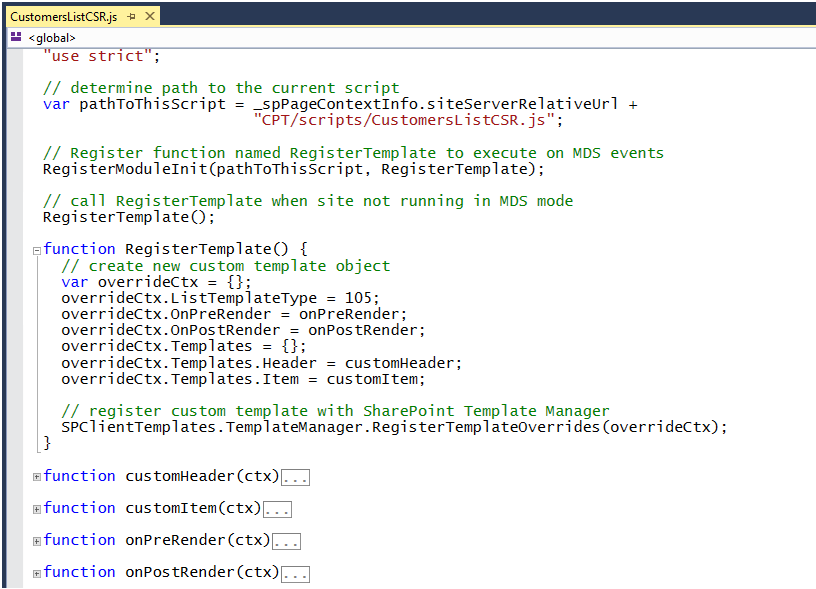 CustomersListCSR.js
<global>
"use strict";
// determine path to the current script
var pathToThisScript = _spPageContextInfo.siteServerRelativeUrl +
"CPT/scripts/CustomersListCSR.js";
// Register function named RegisterTemplate to execute on MDS events
RegisterModuleInit(pathToThisScript, RegisterTemplate);
// call RegisterTemplate when site not running in MDS mode
RegisterTemplate();
function RegisterTemplate() {
// create new custom template object
var overrideCtx = {};
overrideCtx.ListTemplateType = 105;
overrideCtx.OnPreRender = onPreRender;
overrideCtx.OnPostRender = onPostRender;
overrideCtx.Templates = {};
overrideCtx.Templates.Header = customHeader;
overrideCtx.Templates.Item = customItem;
// register custom template with SharePoint Template Manager
SPClientTemplates.TemplateManager.RegisterTemplateOverrides(overrideCtx);
}
function customHeader(ctx)...
function customItem(ctx)...
function onPreRender(ctx)...
function onPostRender(ctx)...